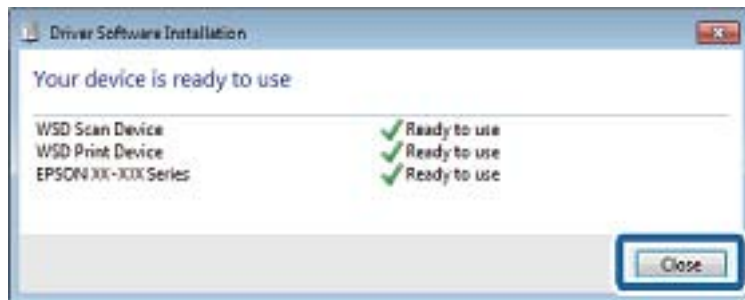 Driver Software Installation
Your device is ready to use
WSD Scan Device Ready to use
WSD Print Device Ready to use
EPSON XX-XXX Series Ready to use
Close